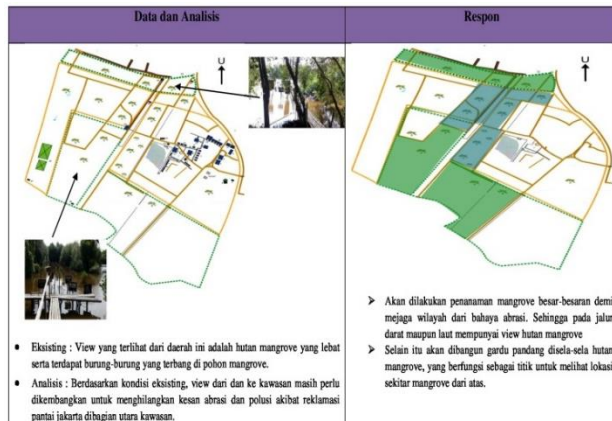 Data dan Analisis
Respon
U
U
• Eksisting : View yang terlihat dari daerah ini adalah hutan mangrove yang lebat
serta terdapat burung-burung yang terbang di pohon mangrove.
• Analisis : Berdasarkan kondisi eksisting, view dari dan ke kawasan masih perlu
dikembangkan untuk menghilangkan kesan abrasi dan polusi akibat reklamasi
pantai jakarta dibagian utara kawasan.
➢ Akan dilakukan penanaman mangrove besar-besaran demi
mejaga wilayah dari bahaya abrasi. Sehingga pada jalur
darat maupun laut mempunyai view hutan mangrove
➢ Selain itu akan dibangun gardu pandang disela-sela hutan
mangrove, yang berfungsi sebagai titik untuk melihat lokasi
sekitar mangrove dari atas.